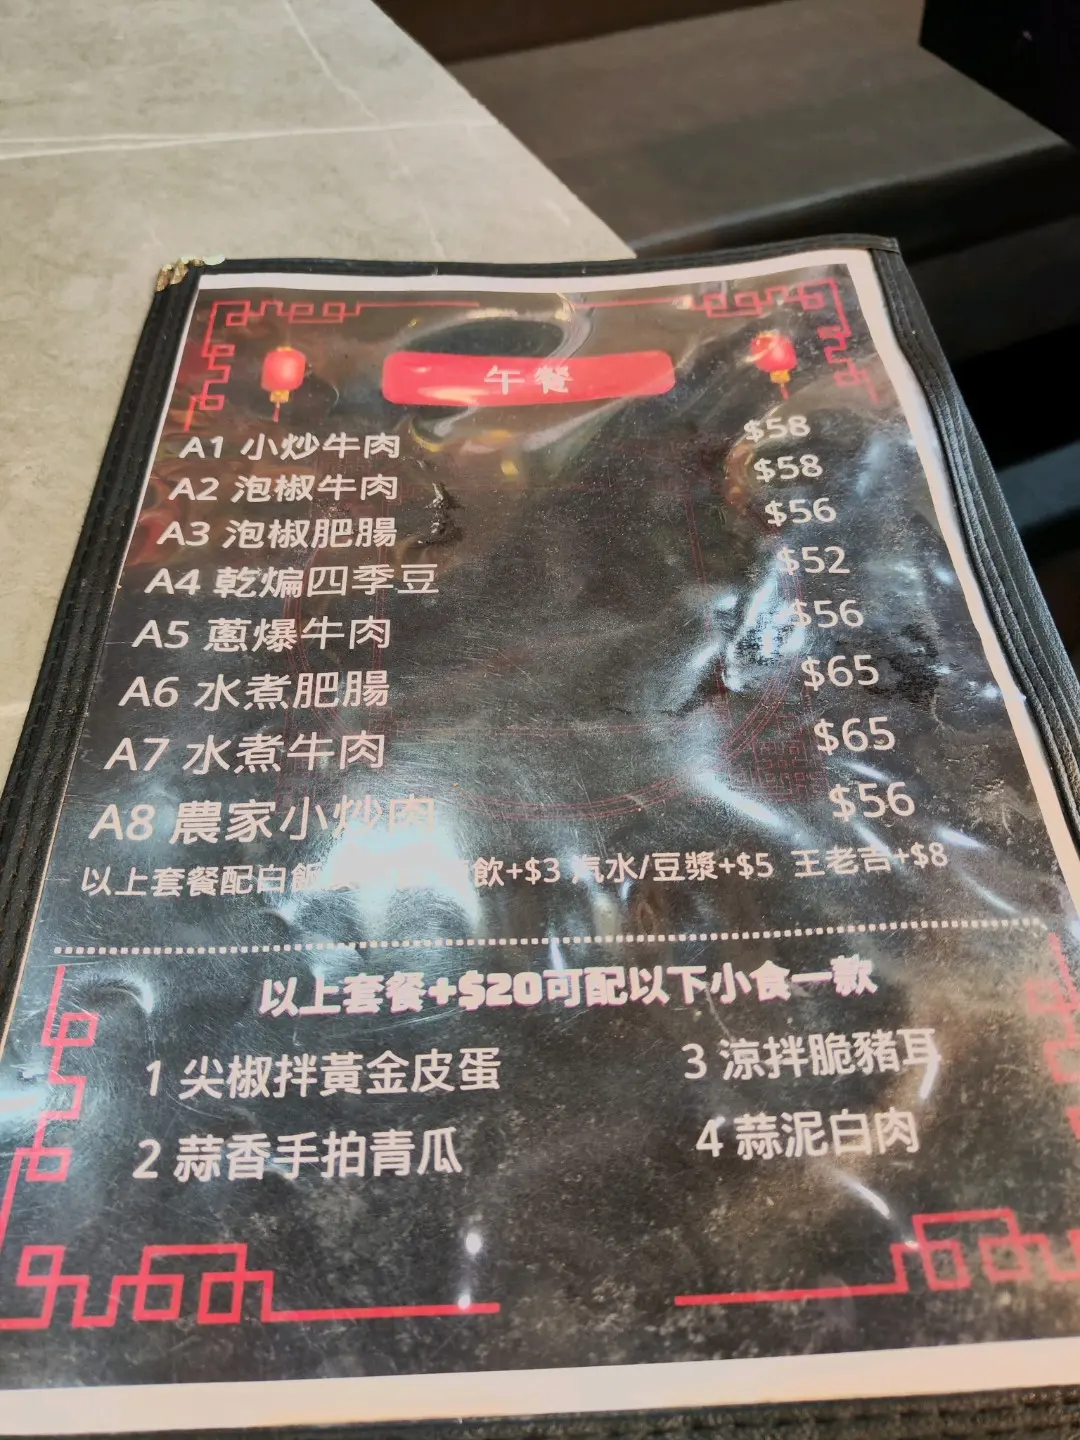 午餐
A1 小炒牛肉 $58
A2 泡椒牛肉 $58
A3 泡椒肥腸 $56
A4 乾煸四季豆 $52
A5 蔥爆牛肉 $56
A6 水煮肥腸 $65
A7 水煮牛肉 $65
A8 農家小炒肉 $56
以上套餐配白飯 飲+$3 汽水/豆漿+$5 王老吉+$8
以上套餐+$20可配以下小食一款
1 尖椒拌黃金皮蛋 3 涼拌脆豬耳
2 蒜香手拍青瓜 4 蒜泥白肉